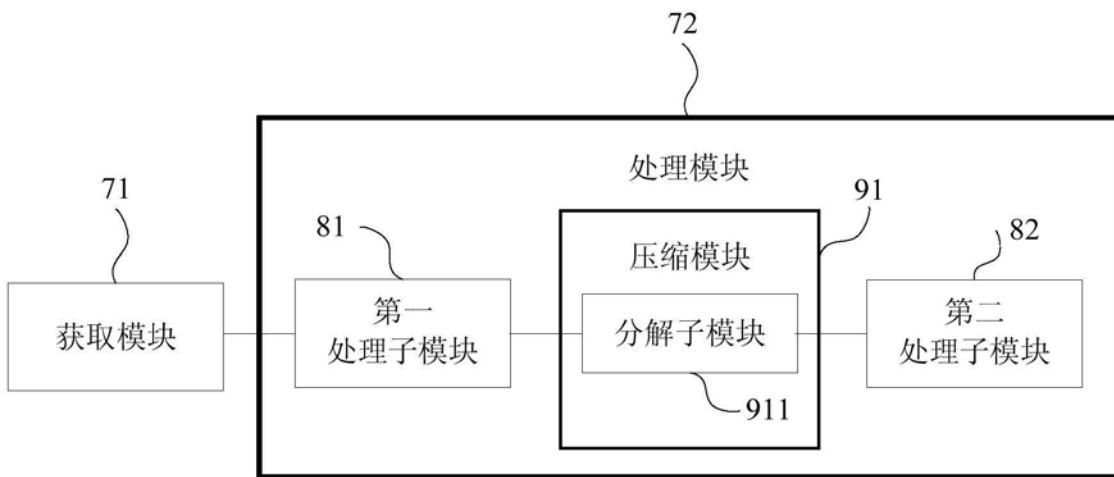 72
处理模块
71
81
91
82
压缩模块
获取模块
第一
处理子模块
分解子模块
第二
处理子模块
911